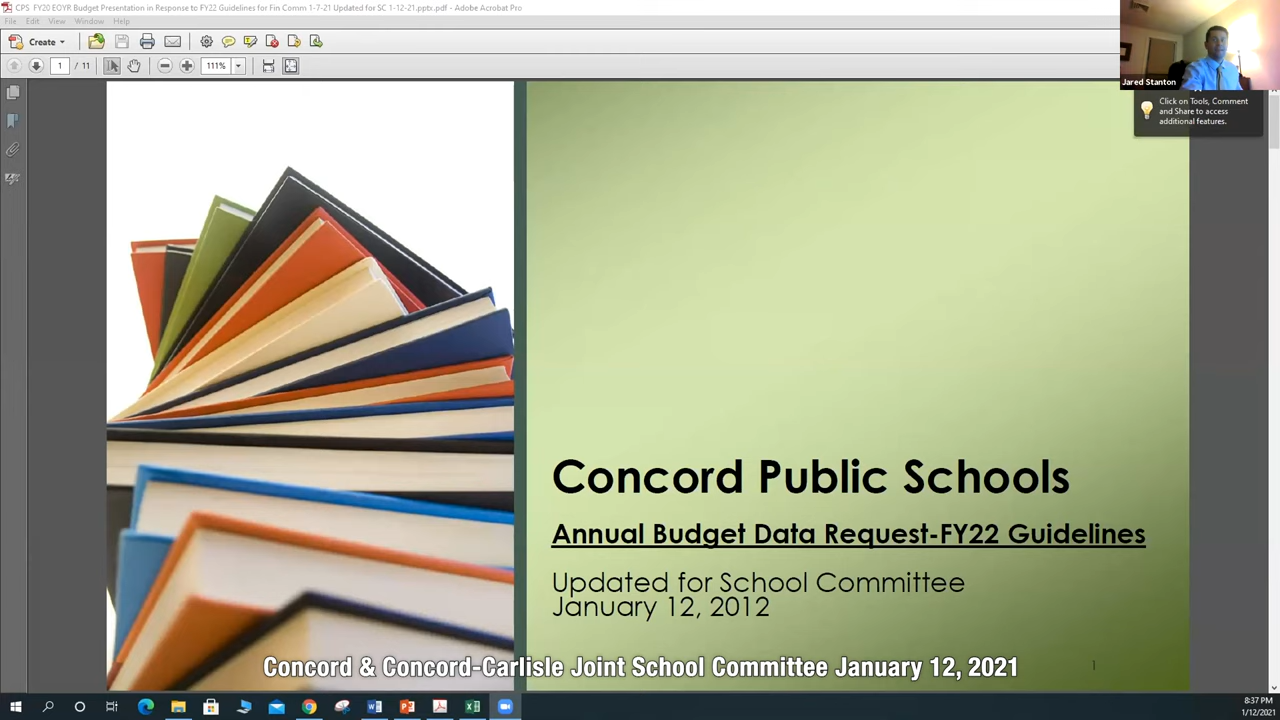 CPS FY20 EOYR Budget Presentation in Response to FY22 Guidelines for Fin Comm 1-7-21 Updated for SC 1-12-21.pptx.pdf - Adobe Acrobat Pro
File Edit View Window Help
Create
1 / 11 111%
Jared Stanton
Click on Tools, Comment
and Share to access
additional features.
Concord Public Schools
Annual Budget Data Request-FY22 Guidelines
Updated for School Committee
January 12, 2012
Concord & Concord-Carlisle Joint School Committee January 12, 2021
1
8:37 PM
1/12/2021